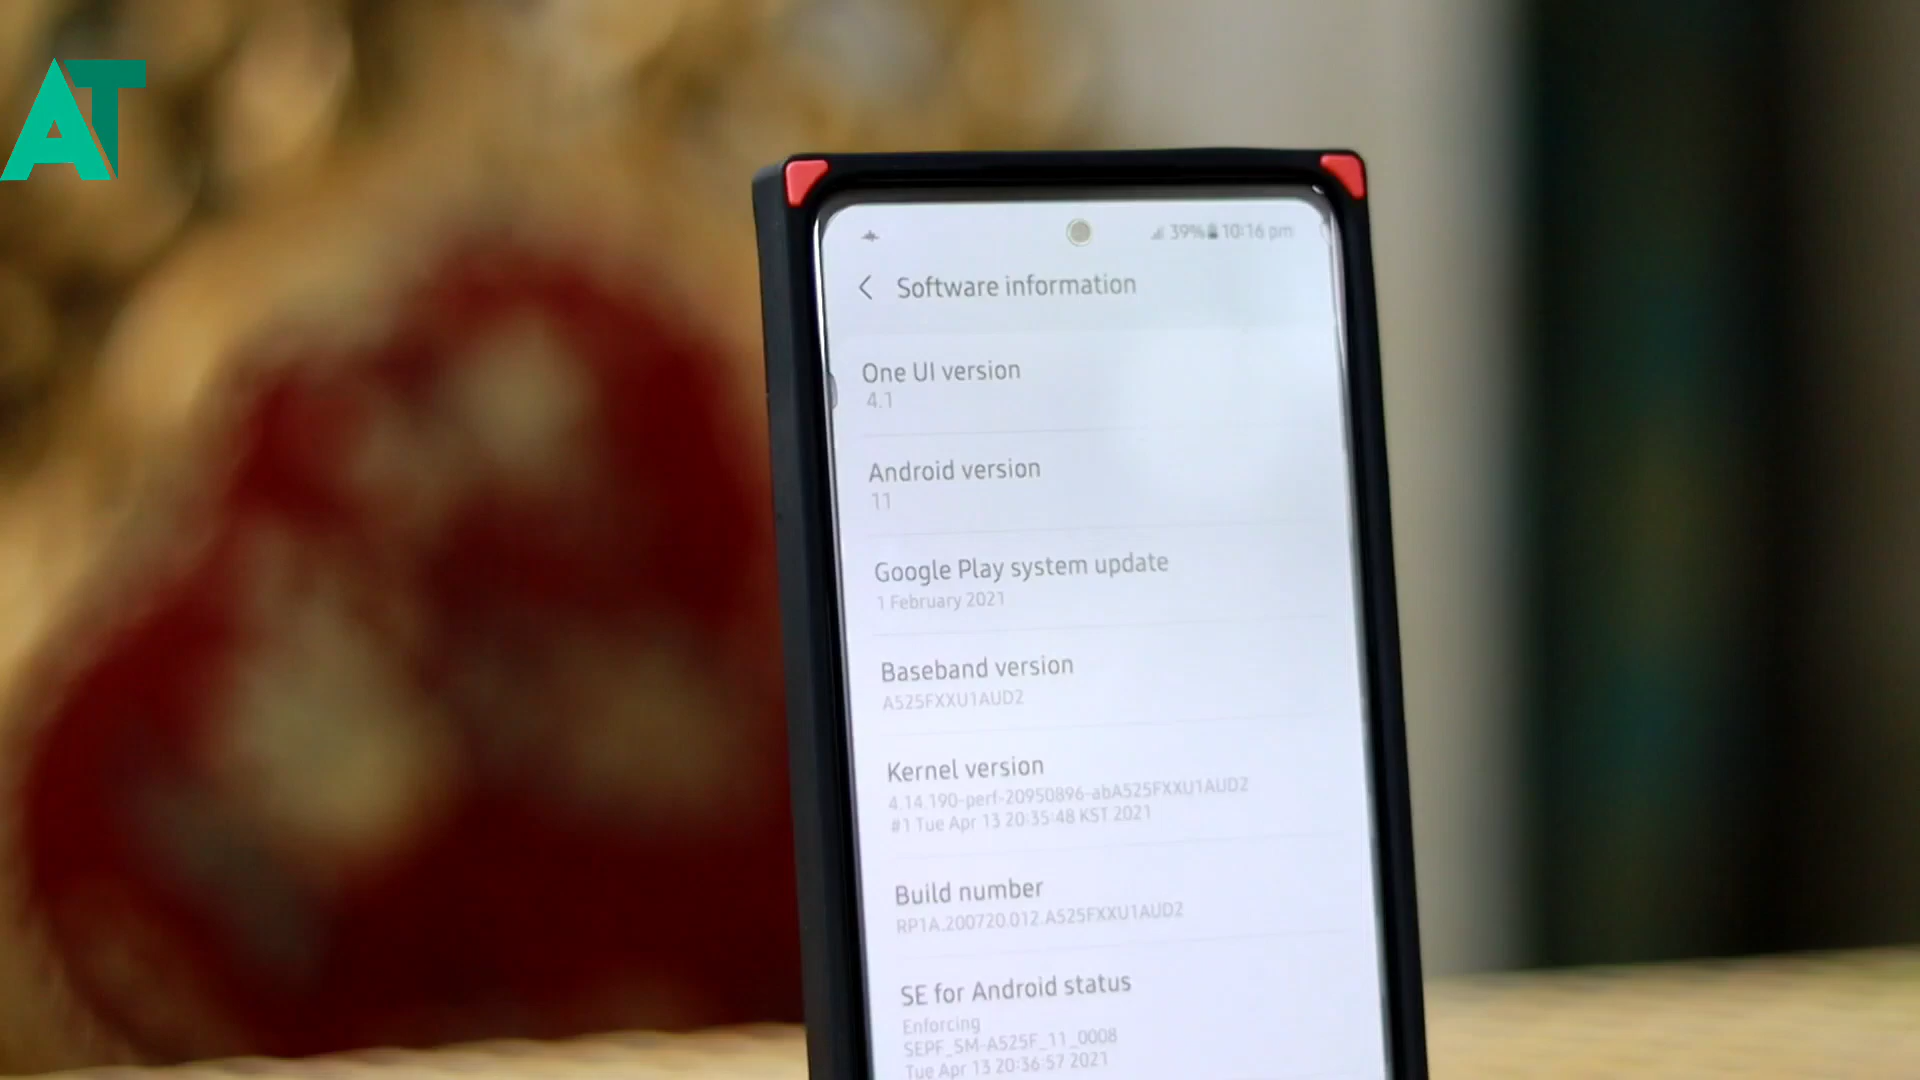 AT
39% 10:16 pm
Software information
One UI version
4.1
Android version
11
Google Play system update
1 February 2021
Baseband version
A525FXXU1AUD2
Kernel version
4.14.190-perf-20950896-abA525FXXU1AUD2
#1 Tue Apr 13 20:35:48 KST 2021
Build number
RP1A.200720.012.A525FXXU1AUD2
SE for Android status
Enforcing
SEPF_SM-A525F_11_0008
Tue Apr 13 20:36:57 2021